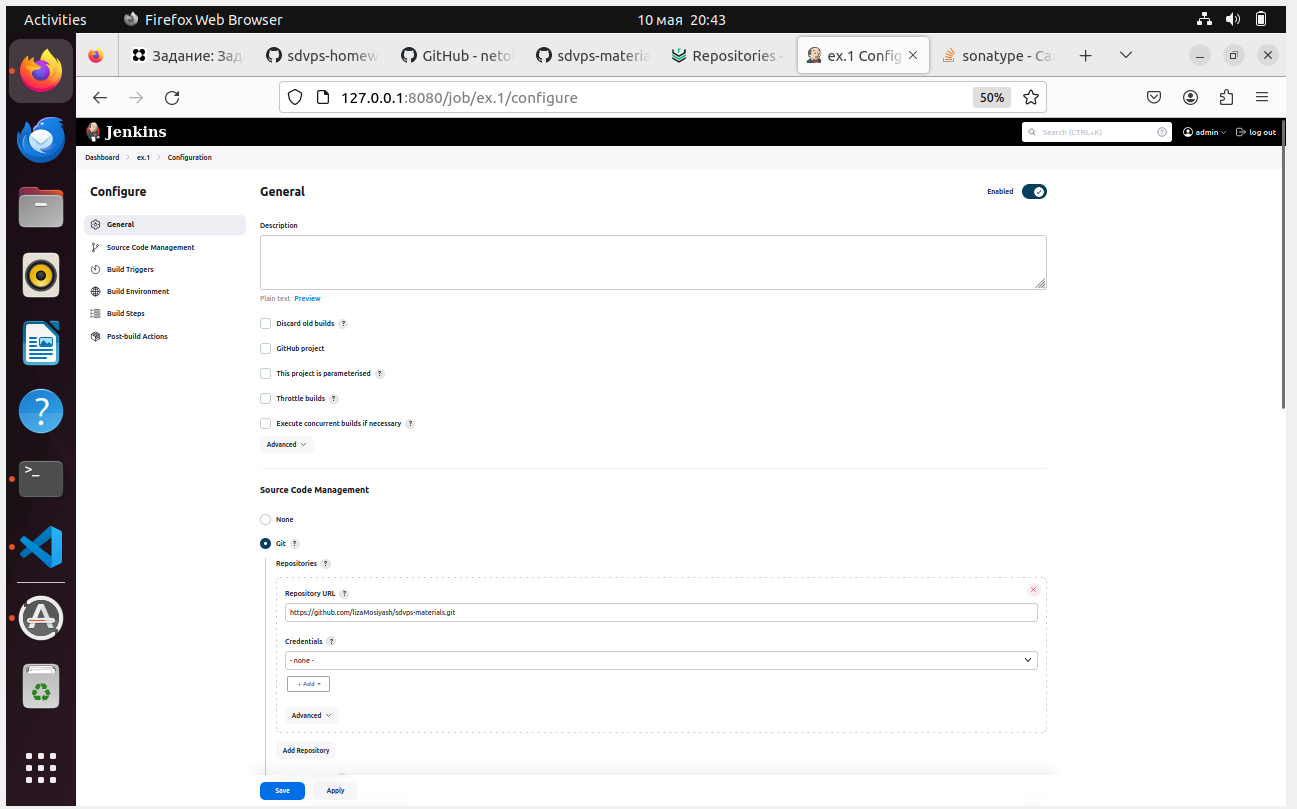 Activities Firefox Web Browser 10 мая 20:43
Задание: Зад sdvps-homew GitHub - netol sdvps-materia Repositories - ex.1 Config sonatype - Ca
127.0.0.1:8080/job/ex.1/configure 50%
Jenkins Search (CTRL+K) ? admin log out
Dashboard ex.1 Configuration
Configure
General
Source Code Management
Build Triggers
Build Environment
Build Steps
Post-build Actions
General Enabled
Description
Plain text Preview
Discard old builds ?
GitHub project
This project is parameterised ?
Throttle builds ?
Execute concurrent builds if necessary ?
Advanced
Source Code Management
None
Git ?
Repositories ?
Repository URL ?
https://github.com/lizaMosiyash/sdvps-materials.git
Credentials ?
- none -
+ Add
Advanced
Add Repository
Save Apply